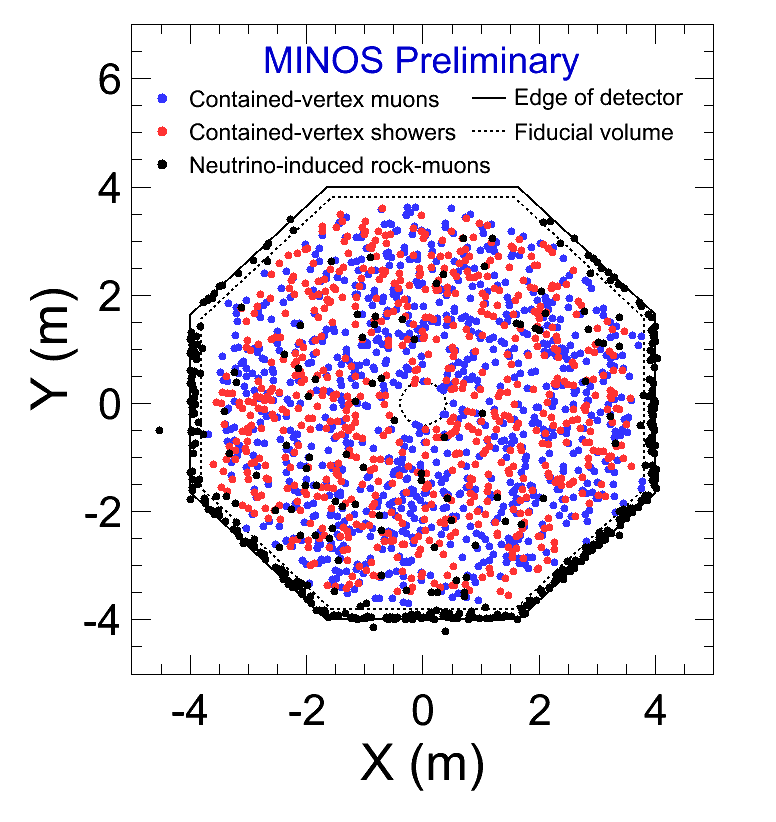 MINOS Preliminary
Contained-vertex muons
Edge of detector
Contained-vertex showers
Fiducial volume
Neutrino-induced rock-muons
6
4
2
0
-2
-4
Y (m)
-4 -2 0 2 4
X (m)